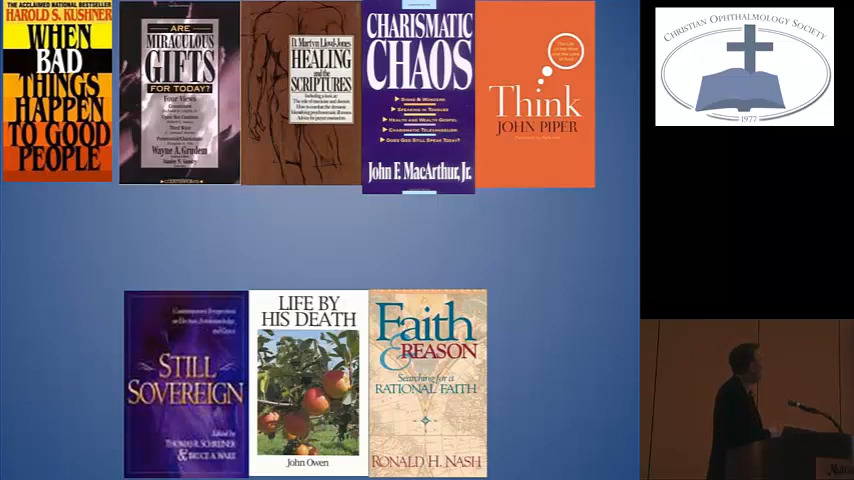 THE ACCLAIMED NATIONAL BESTSELLER
HAROLD S. KUSHNER
WHEN
BAD
THINGS
HAPPEN
TO GOOD
PEOPLE
ARE
MIRACULOUS
GIFTS
FOR TODAY?
Four Views
Wayne A. Grudem
D. Martyn Lloyd-Jones
HEALING
and the
SCRIPTURES
CHARISMATIC
CHAOS
SIGNS & WONDERS
SPEAKING IN TONGUES
HEALTH AND WEALTH GOSPEL
CHARISMATIC TELEVANGELISM
DOES GOD STILL SPEAK TODAY?
John F. MacArthur, Jr.
Think
JOHN PIPER
CHRISTIAN OPHTHALMOLOGY SOCIETY
1977
STILL
SOVEREIGN
Edited by
THOMAS R. SCHREINER
& BRUCE A. WARE
LIFE BY
HIS DEATH
John Owen
Faith
& REASON
Searching for a
RATIONAL FAITH
RONALD H. NASH